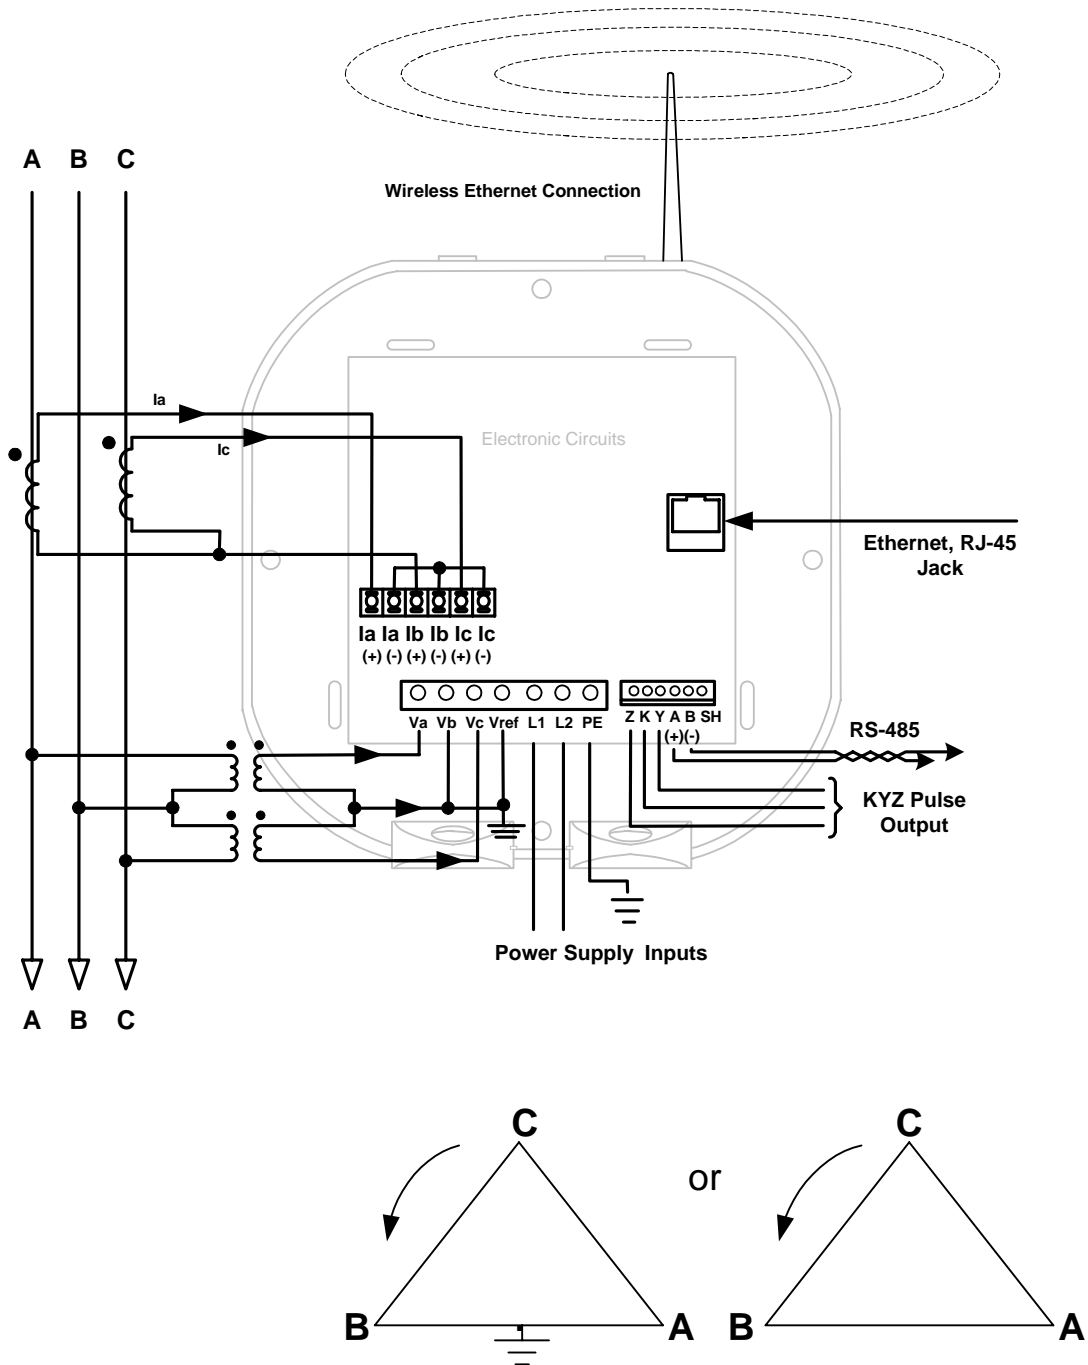 A B C
Wireless Ethernet Connection
Ia
Ic
Electronic Circuits
Ethernet, RJ-45
Jack
Ia Ia Ib Ib Ic Ic
(+) (-) (+) (-) (+) (-)
Va Vb Vc Vref L1 L2 PE
Z K Y A B SH
(+) (-)
RS-485
KYZ Pulse
Output
Power Supply Inputs
A B C
C
or
C
B A B A